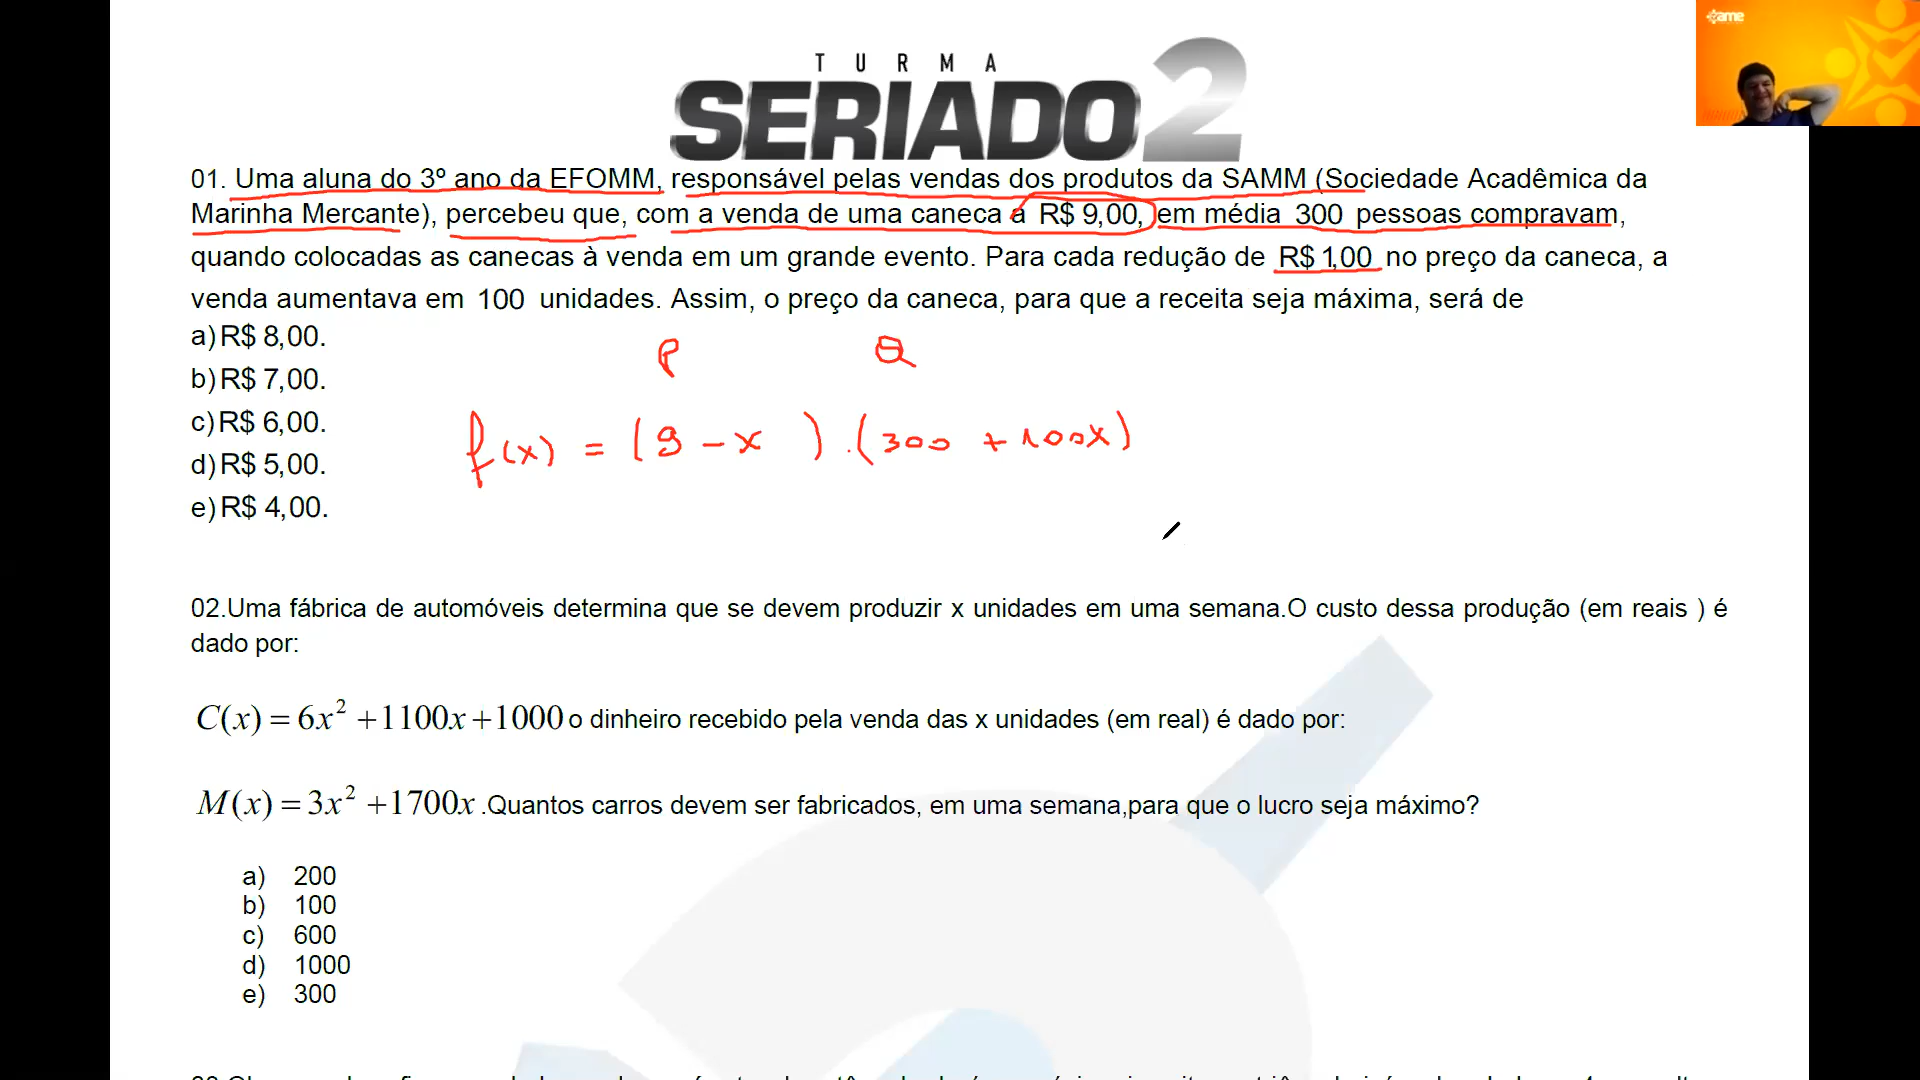 came
TURMA
SERIADO 2
01. Uma aluna do 3º ano da EFOMM, responsável pelas vendas dos produtos da SAMM (Sociedade Acadêmica da
Marinha Mercante), percebeu que, com a venda de uma caneca a R$ 9,00, em média 300 pessoas compravam,
quando colocadas as canecas à venda em um grande evento. Para cada redução de R$ 1,00 no preço da caneca, a
venda aumentava em 100 unidades. Assim, o preço da caneca, para que a receita seja máxima, será de
a) R$ 8,00.
P Q
b) R$ 7,00.
c) R$ 6,00.
f(x) = (9 - x ) . (300 + 100x)
d) R$ 5,00.
e) R$ 4,00.
02.Uma fábrica de automóveis determina que se devem produzir x unidades em uma semana.O custo dessa produção (em reais ) é
dado por:
C(x) = 6x² +1100x+1000 o dinheiro recebido pela venda das x unidades (em real) é dado por:
M(x) = 3x² +1700x .Quantos carros devem ser fabricados, em uma semana,para que o lucro seja máximo?
a) 200
b) 100
c) 600
d) 1000
e) 300